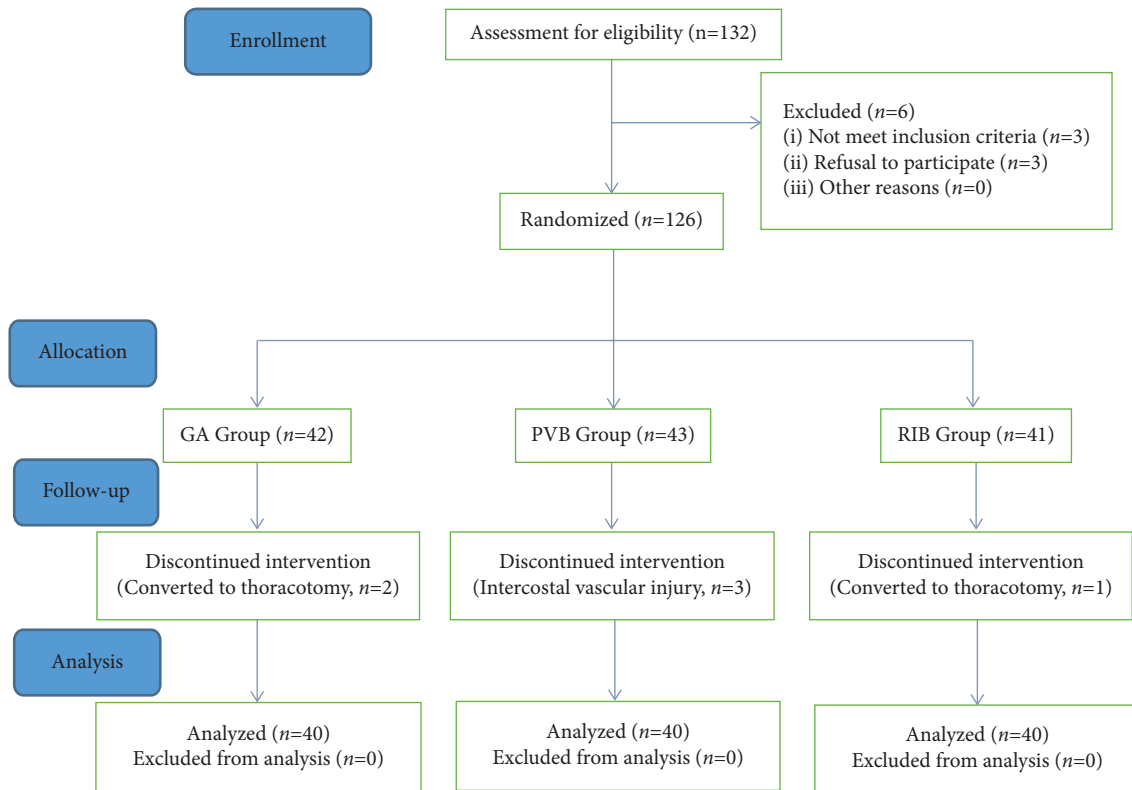 Enrollment
Assessment for eligibility (n=132)
Excluded (n=6)
(i) Not meet inclusion criteria (n=3)
(ii) Refusal to participate (n=3)
(iii) Other reasons (n=0)
Randomized (n=126)
Allocation
GA Group (n=42)
PVB Group (n=43)
RIB Group (n=41)
Follow-up
Discontinued intervention
(Converted to thoracotomy, n=2)
Discontinued intervention
(Intercostal vascular injury, n=3)
Discontinued intervention
(Converted to thoracotomy, n=1)
Analysis
Analyzed (n=40)
Excluded from analysis (n=0)
Analyzed (n=40)
Excluded from analysis (n=0)
Analyzed (n=40)
Excluded from analysis (n=0)